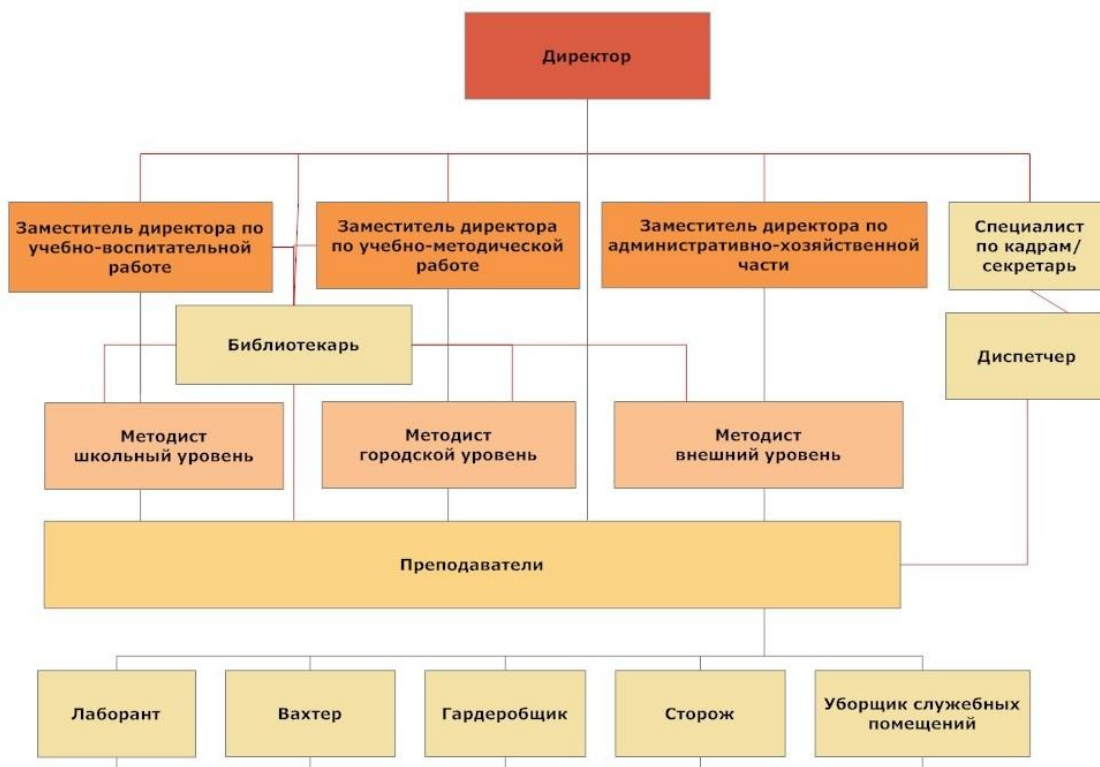 Директор
Заместитель директора по
учебно-воспитательной
работе
Заместитель директора
по учебно-методической
работе
Заместитель директора по
административно-хозяйственной
части
Специалист
по кадрам/
секретарь
Библиотекарь
Диспетчер
Методист
школьный уровень
Методист
городской уровень
Методист
внешний уровень
Преподаватели
Лаборант
Вахтер
Гардеробщик
Сторож
Уборщик служебных
помещений